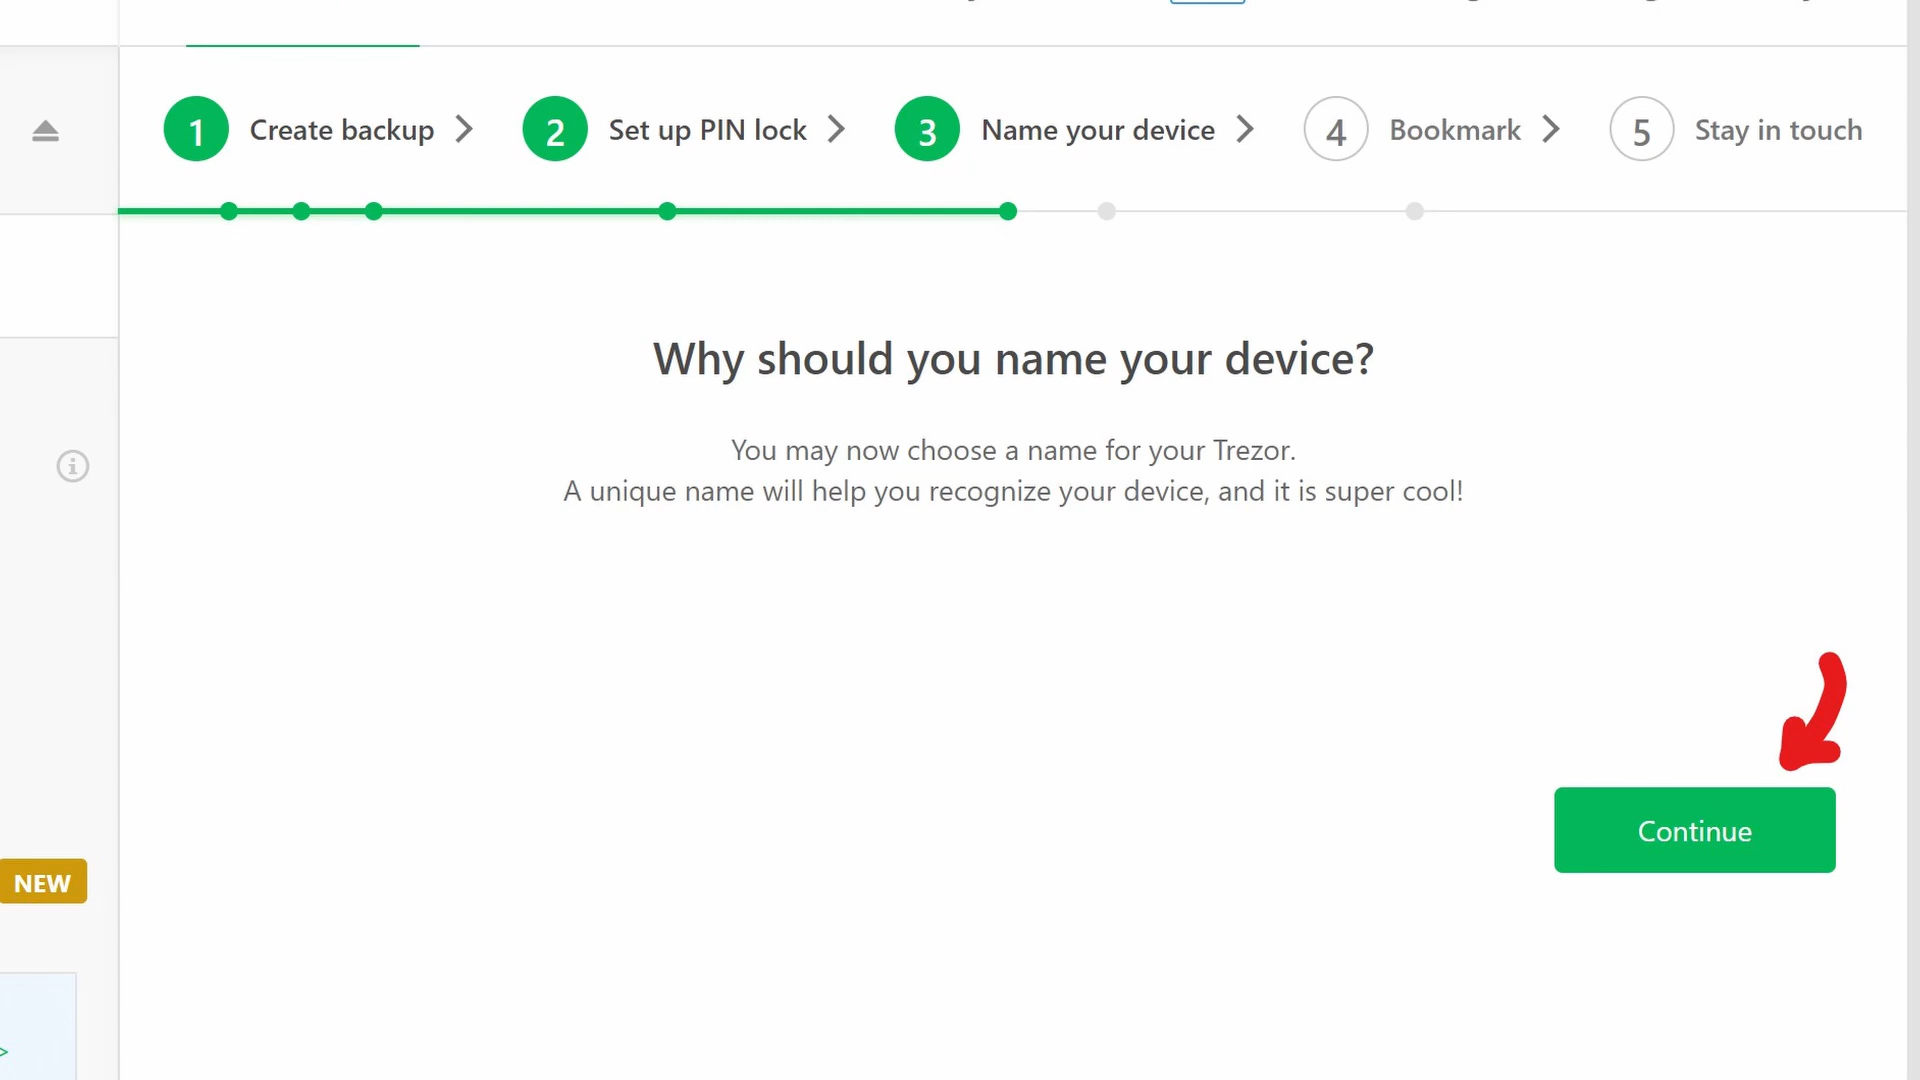 1 Create backup 2 Set up PIN lock 3 Name your device 4 Bookmark 5 Stay in touch
Why should you name your device?
You may now choose a name for your Trezor.
A unique name will help you recognize your device, and it is super cool!
Continue
NEW